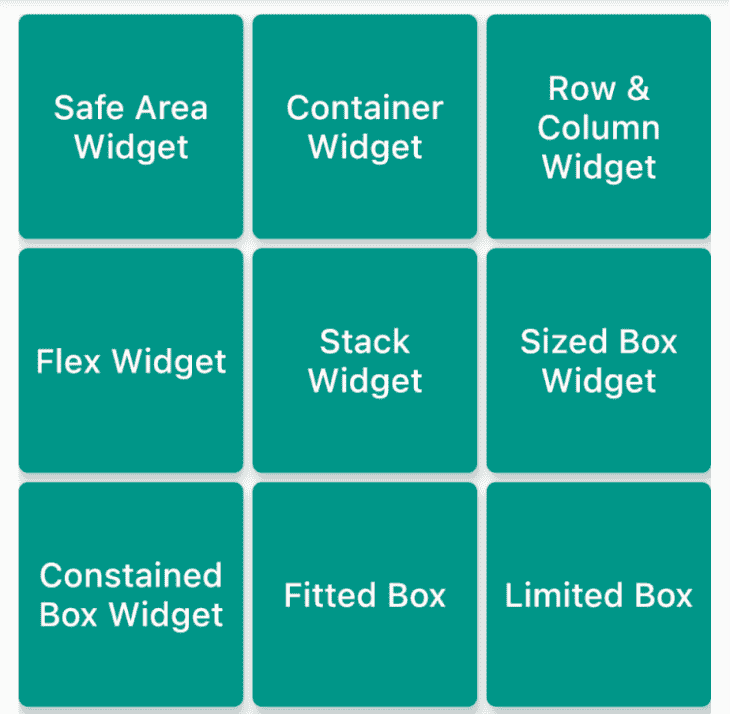 Safe Area
Widget
Container
Widget
Row &
Column
Widget
Flex Widget
Stack
Widget
Sized Box
Widget
Constained
Box Widget
Fitted Box
Limited Box